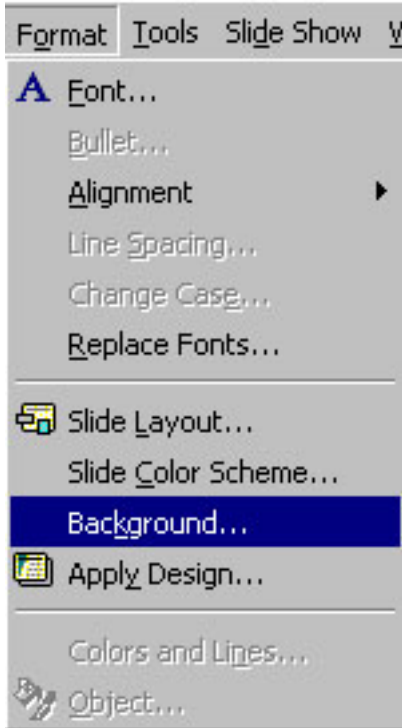 Format Tools Slide Show
Font...
Bullet...
Alignment
Line Spacing...
Change Case...
Replace Fonts...
Slide Layout...
Slide Color Scheme...
Background...
Apply Design...
Colors and Lines...
Object...